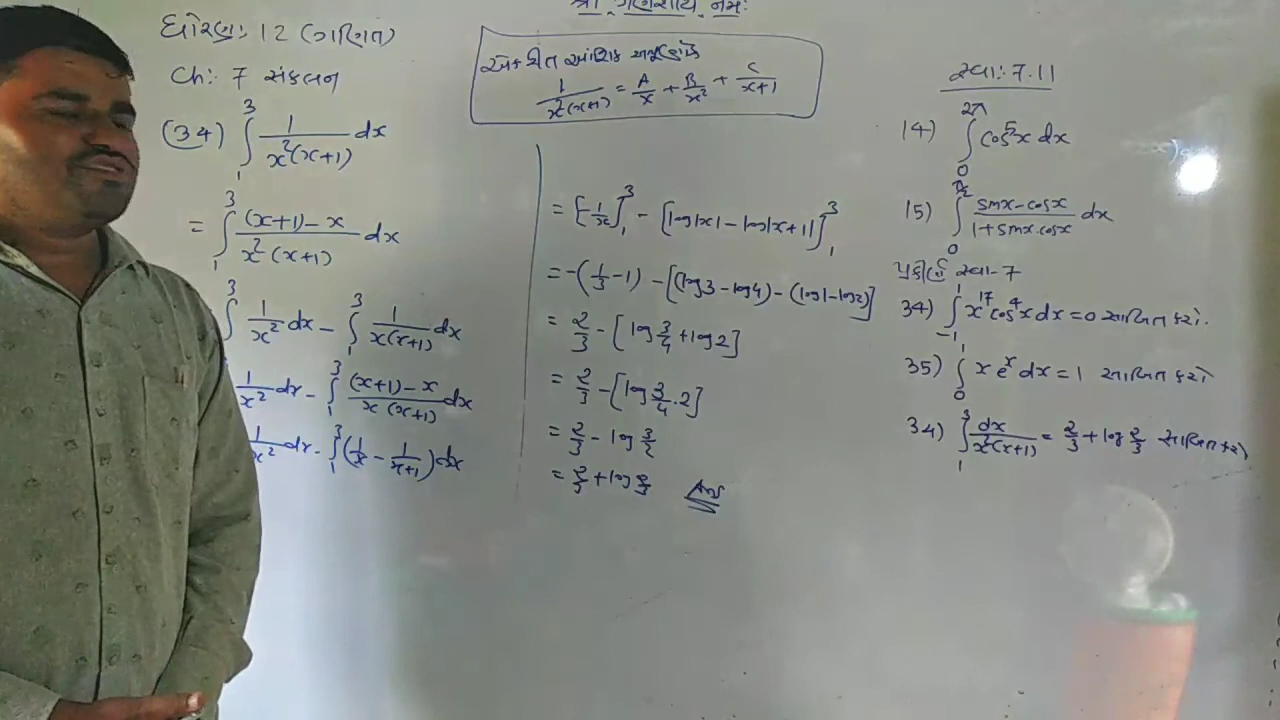 શ્રી ગણેશાય નમઃ
ધોરણ: 12 (ગણિત)
Ch: 7 સંકલન
(34) ∫₁³ 1/(x²(x+1)) dx
= ∫₁³ ((x+1) - x)/(x²(x+1)) dx
∫₁³ 1/x² dx - ∫₁³ 1/(x(x+1)) dx
1/x² dx - ∫₁³ ((x+1) - x)/(x(x+1)) dx
1/x² dx - ∫₁³ (1/x - 1/(x+1)) dx
આંશિક
1/(x²(x+1)) = A/x + B/x² + C/(x+1)
= [-1/x]₁³ - [log|x| - log|x+1|]₁³
= -(1/3 - 1) - [(log3 - log4) - (log1 - log2)]
= 2/3 - [log 3/4 + log2]
= 2/3 - [log 3/4 · 2]
= 2/3 - log 3/2
= 2/3 + log 2/3 Ans
સ્વા: 7.11
14) ∫₀^2π cos⁵x dx
15) ∫₀^π/2 (sinx - cosx)/(1 + sinx·cosx) dx
પ્રકીર્ણ સ્વા-7
34) ∫₋₁¹ x¹⁷ cos⁴x dx = 0 સાબિત કરો.
35) ∫₀¹ x eˣ dx = 1 સાબિત કરો
34) ∫₁³ dx/(x²(x+1)) = 2/3 + log 2/3 સાબિત કરો